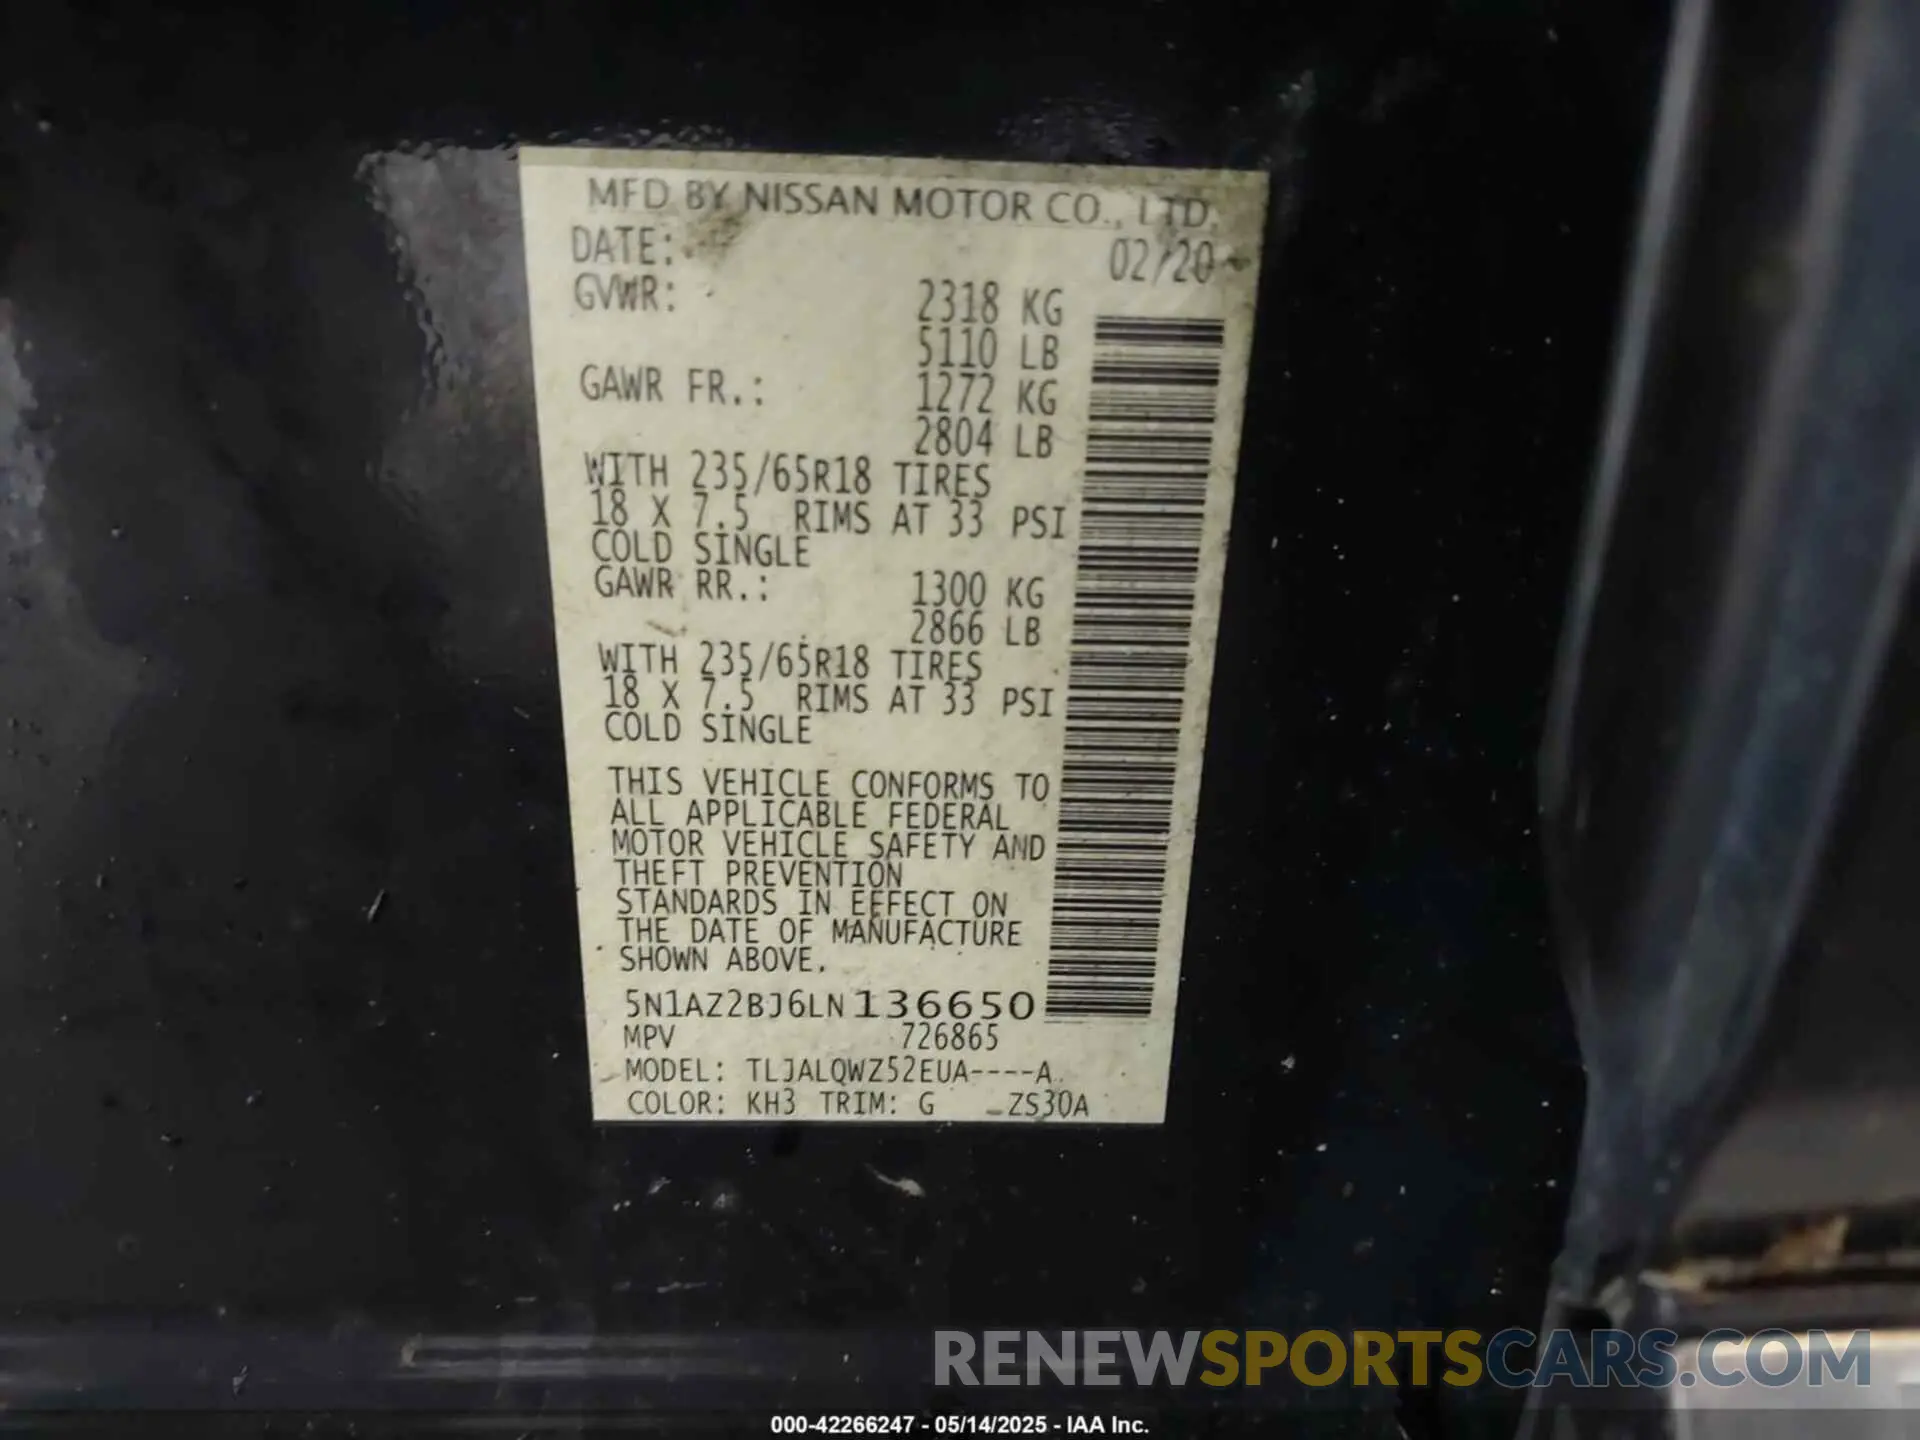 MFD BY NISSAN MOTOR CO., LTD.
DATE: 02/20
GVWR: 2318 KG
5110 LB
GAWR FR.: 1272 KG
2804 LB
WITH 235/65R18 TIRES
18 X 7.5 RIMS AT 33 PSI
COLD SINGLE
GAWR RR.: 1300 KG
2866 LB
WITH 235/65R18 TIRES
18 X 7.5 RIMS AT 33 PSI
COLD SINGLE
THIS VEHICLE CONFORMS TO
ALL APPLICABLE FEDERAL
MOTOR VEHICLE SAFETY AND
THEFT PREVENTION
STANDARDS IN EFFECT ON
THE DATE OF MANUFACTURE
SHOWN ABOVE.
5N1AZ2BJ6LN136650
MPV 726865
MODEL: TLJALQWZ52EUA----A
COLOR: KH3 TRIM: G ZS30A
RENEWSPORTSCARS.COM
000-42266247 - 05/14/2025 - IAA Inc.